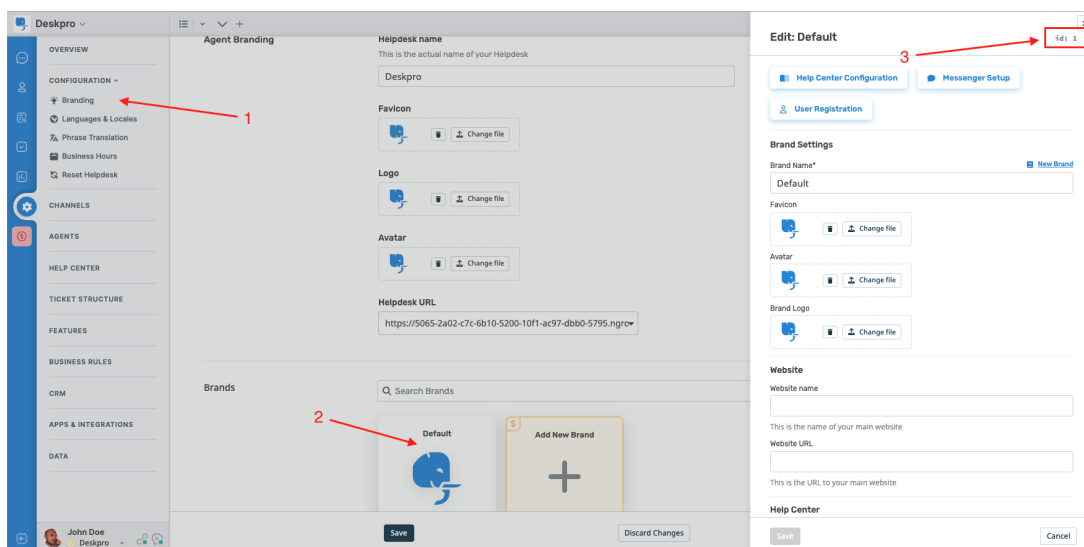 Deskpro
OVERVIEW
CONFIGURATION
Branding
Languages & Locales
Phrase Translation
Business Hours
Reset Helpdesk
CHANNELS
AGENTS
HELP CENTER
TICKET STRUCTURE
FEATURES
BUSINESS RULES
CRM
APPS & INTEGRATIONS
DATA
John Doe
Deskpro
1
Agent Branding
Helpdesk name
This is the actual name of your Helpdesk
Deskpro
Favicon
Change file
Logo
Change file
Avatar
Change file
Helpdesk URL
https://5065-2a02-c7c-6b10-5200-10f1-ac97-dbb0-5795.ngrc
Brands
Search Brands
2
Default
$
Add New Brand
Save
Discard Changes
Edit: Default
3
id: 1
Help Center Configuration
Messenger Setup
User Registration
Brand Settings
Brand Name*
New Brand
Default
Favicon
Change file
Avatar
Change file
Brand Logo
Change file
Website
Website name
This is the name of your main website
Website URL
This is the URL to your main website
Help Center
Save
Cancel